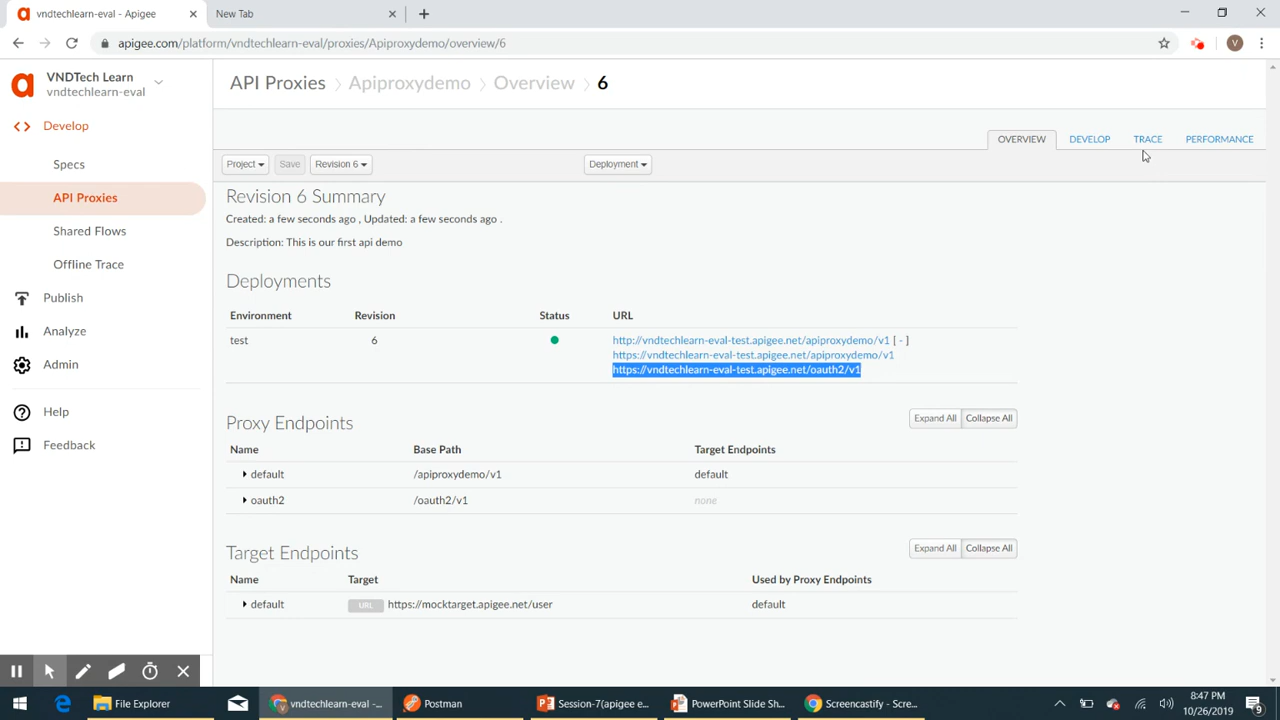 vndtechlearn-eval - Apigee
New Tab
apigee.com/platform/vndtechlearn-eval/proxies/Apiproxydemo/overview/6
V
VNDTech Learn
vndtechlearn-eval
Develop
Specs
API Proxies
Shared Flows
Offline Trace
Publish
Analyze
Admin
Help
Feedback
API Proxies Apiproxydemo Overview 6
OVERVIEW DEVELOP TRACE PERFORMANCE
Project Save Revision 6 Deployment
Revision 6 Summary
Created: a few seconds ago , Updated: a few seconds ago .
Description: This is our first api demo
Deployments
Environment Revision Status URL
test 6 http://vndtechlearn-eval-test.apigee.net/apiproxydemo/v1 [ - ]
https://vndtechlearn-eval-test.apigee.net/apiproxydemo/v1
https://vndtechlearn-eval-test.apigee.net/oauth2/v1
Proxy Endpoints Expand All Collapse All
Name Base Path Target Endpoints
default /apiproxydemo/v1 default
oauth2 /oauth2/v1 none
Target Endpoints Expand All Collapse All
Name Target Used by Proxy Endpoints
default URL https://mocktarget.apigee.net/user default
File Explorer
vndtechlearn-eval -...
Postman
Session-7(apigee e...
PowerPoint Slide Sh...
Screencastify - Scre...
8:47 PM
10/26/2019